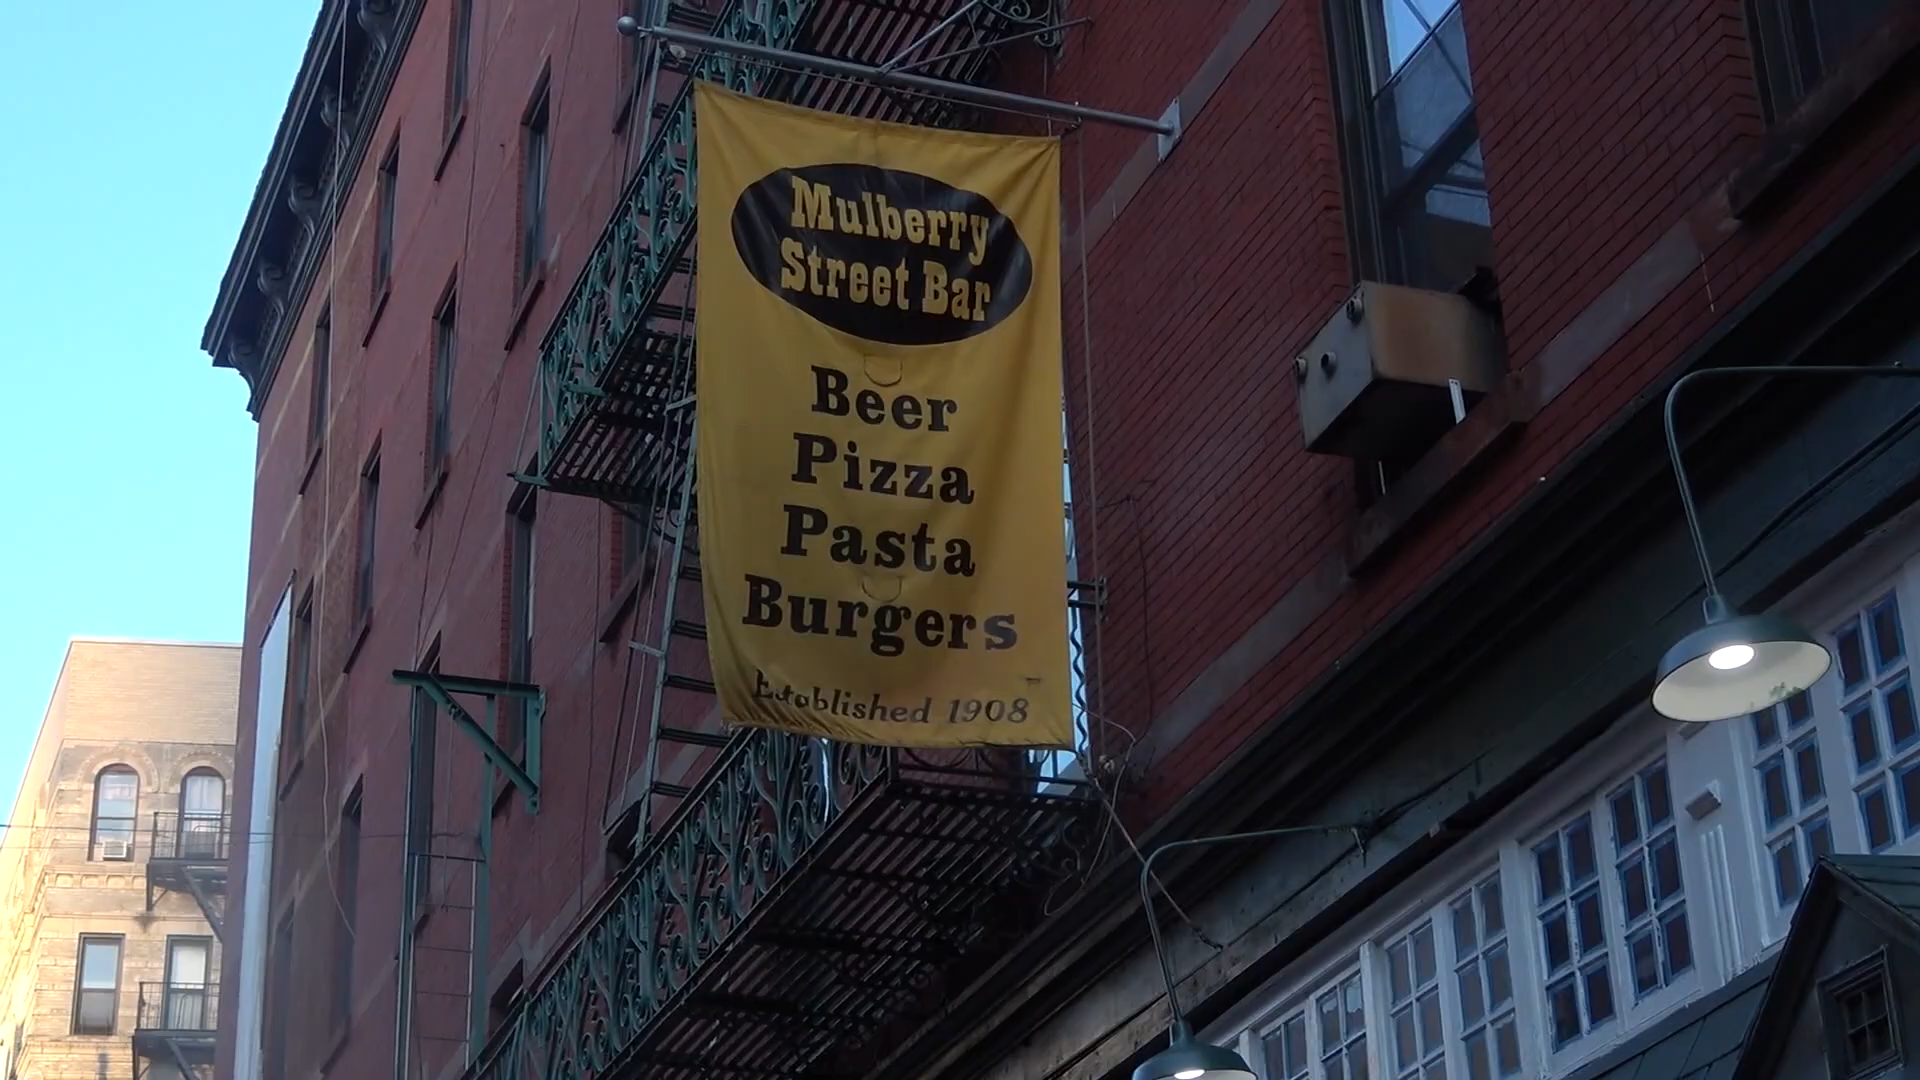 Mulberry
Street Bar
Beer
Pizza
Pasta
Burgers
Established 1908